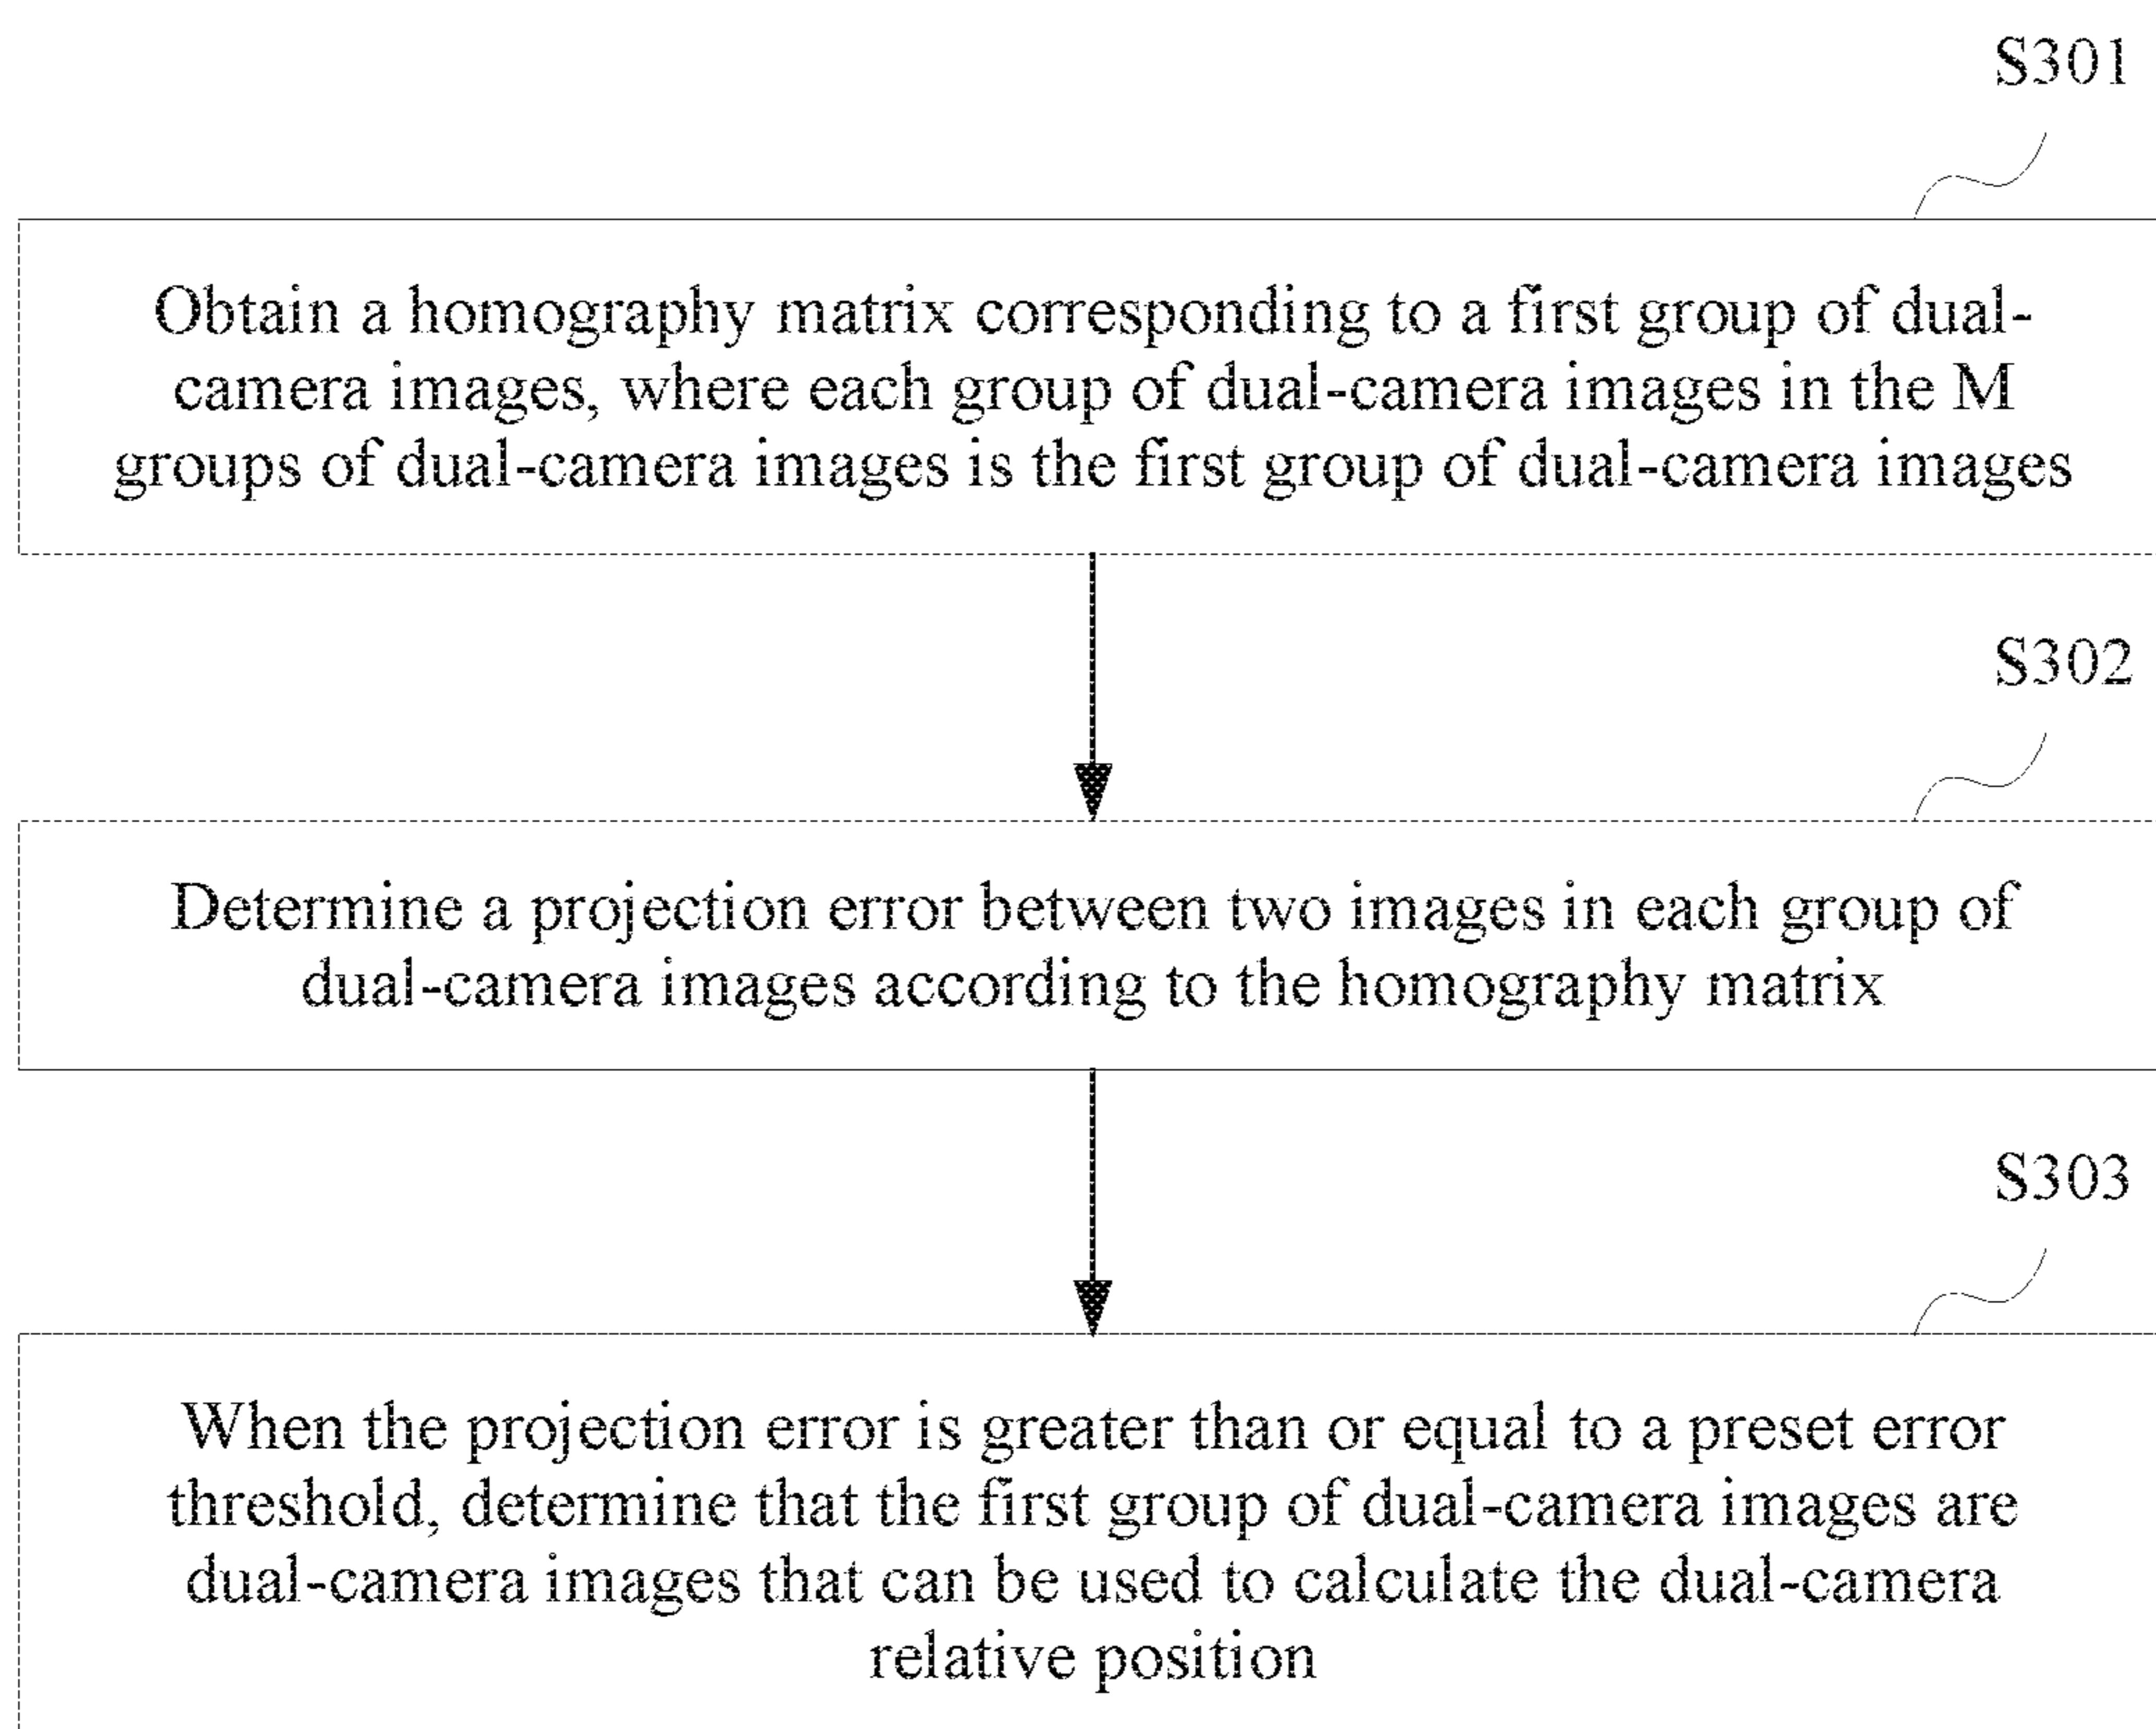 S301
Obtain a homography matrix corresponding to a first group of dual-
camera images, where each group of dual-camera images in the M
groups of dual-camera images is the first group of dual-camera images
S302
Determine a projection error between two images in each group of
dual-camera images according to the homography matrix
S303
When the projection error is greater than or equal to a preset error
threshold, determine that the first group of dual-camera images are
dual-camera images that can be used to calculate the dual-camera
relative position